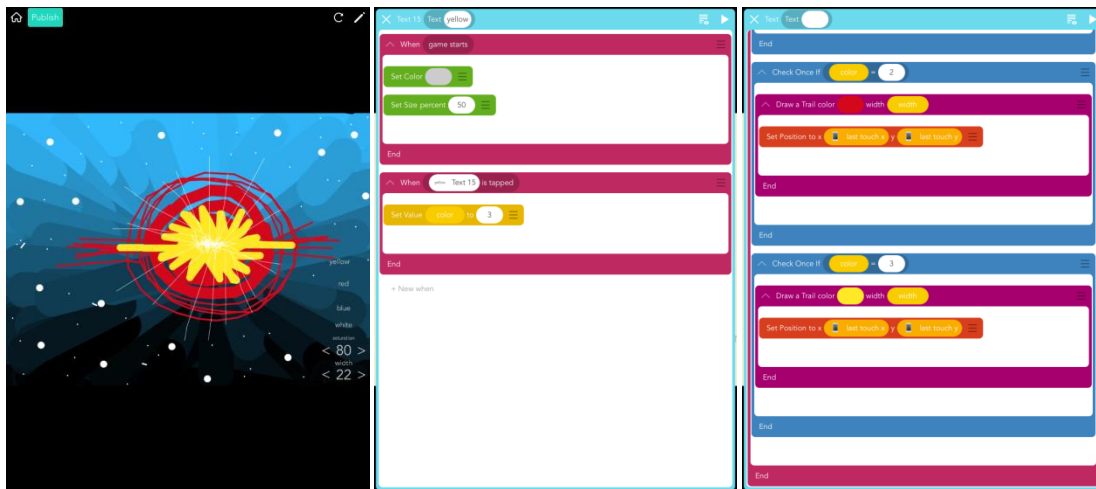 Publish
yellow
red
blue
white
saturation
< 80 >
width
< 22 >
Text 15 Text yellow
When game starts
Set Color
Set Size percent 50
End
When Text 15 is tapped
Set Value color to 3
End
+ New when
Text Text
End
Check Once If color = 2
Draw a Trail color width width
Set Position to x last touch x y last touch y
End
End
Check Once If color = 3
Draw a Trail color width width
Set Position to x last touch x y last touch y
End
End
End